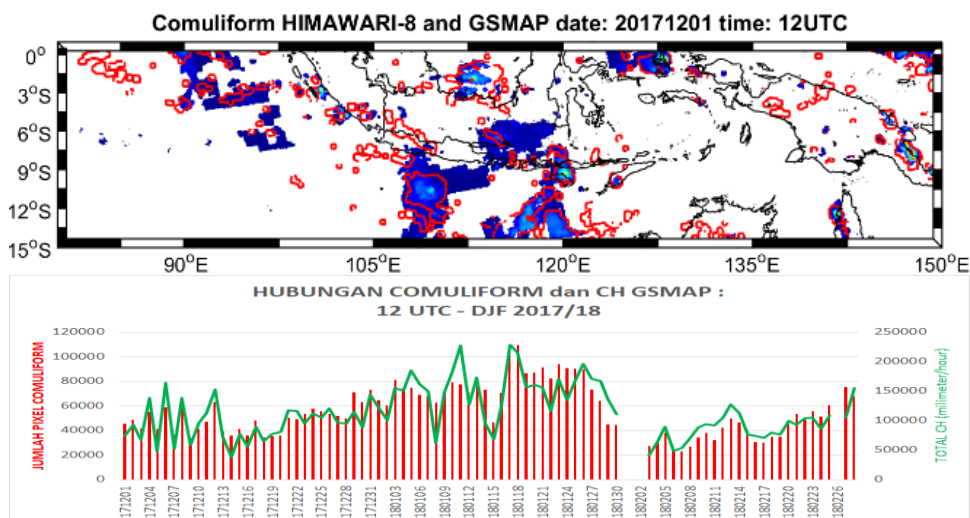 Comuliform HIMAWARI-8 and GSMAP date: 20171201 time: 12UTC
0°
3°S
6°S
9°S
12°S
15°S
90°E 105°E 120°E 135°E 150°E
HUBUNGAN COMULIFORM dan CH GSMAP :
12 UTC - DJF 2017/18
JUMLAH PIXEL COMULIFORM
120000
100000
80000
60000
40000
20000
0
250000
200000
150000
100000
50000
0
TOTAL CH (milimeter/hour)
171201 171204 171207 171210 171213 171216 171219 171222 171225 171228 171231 180103 180106 180109 180112 180115 180118 180121 180124 180127 180130 180202 180205 180208 180211 180214 180217 180220 180223 180226